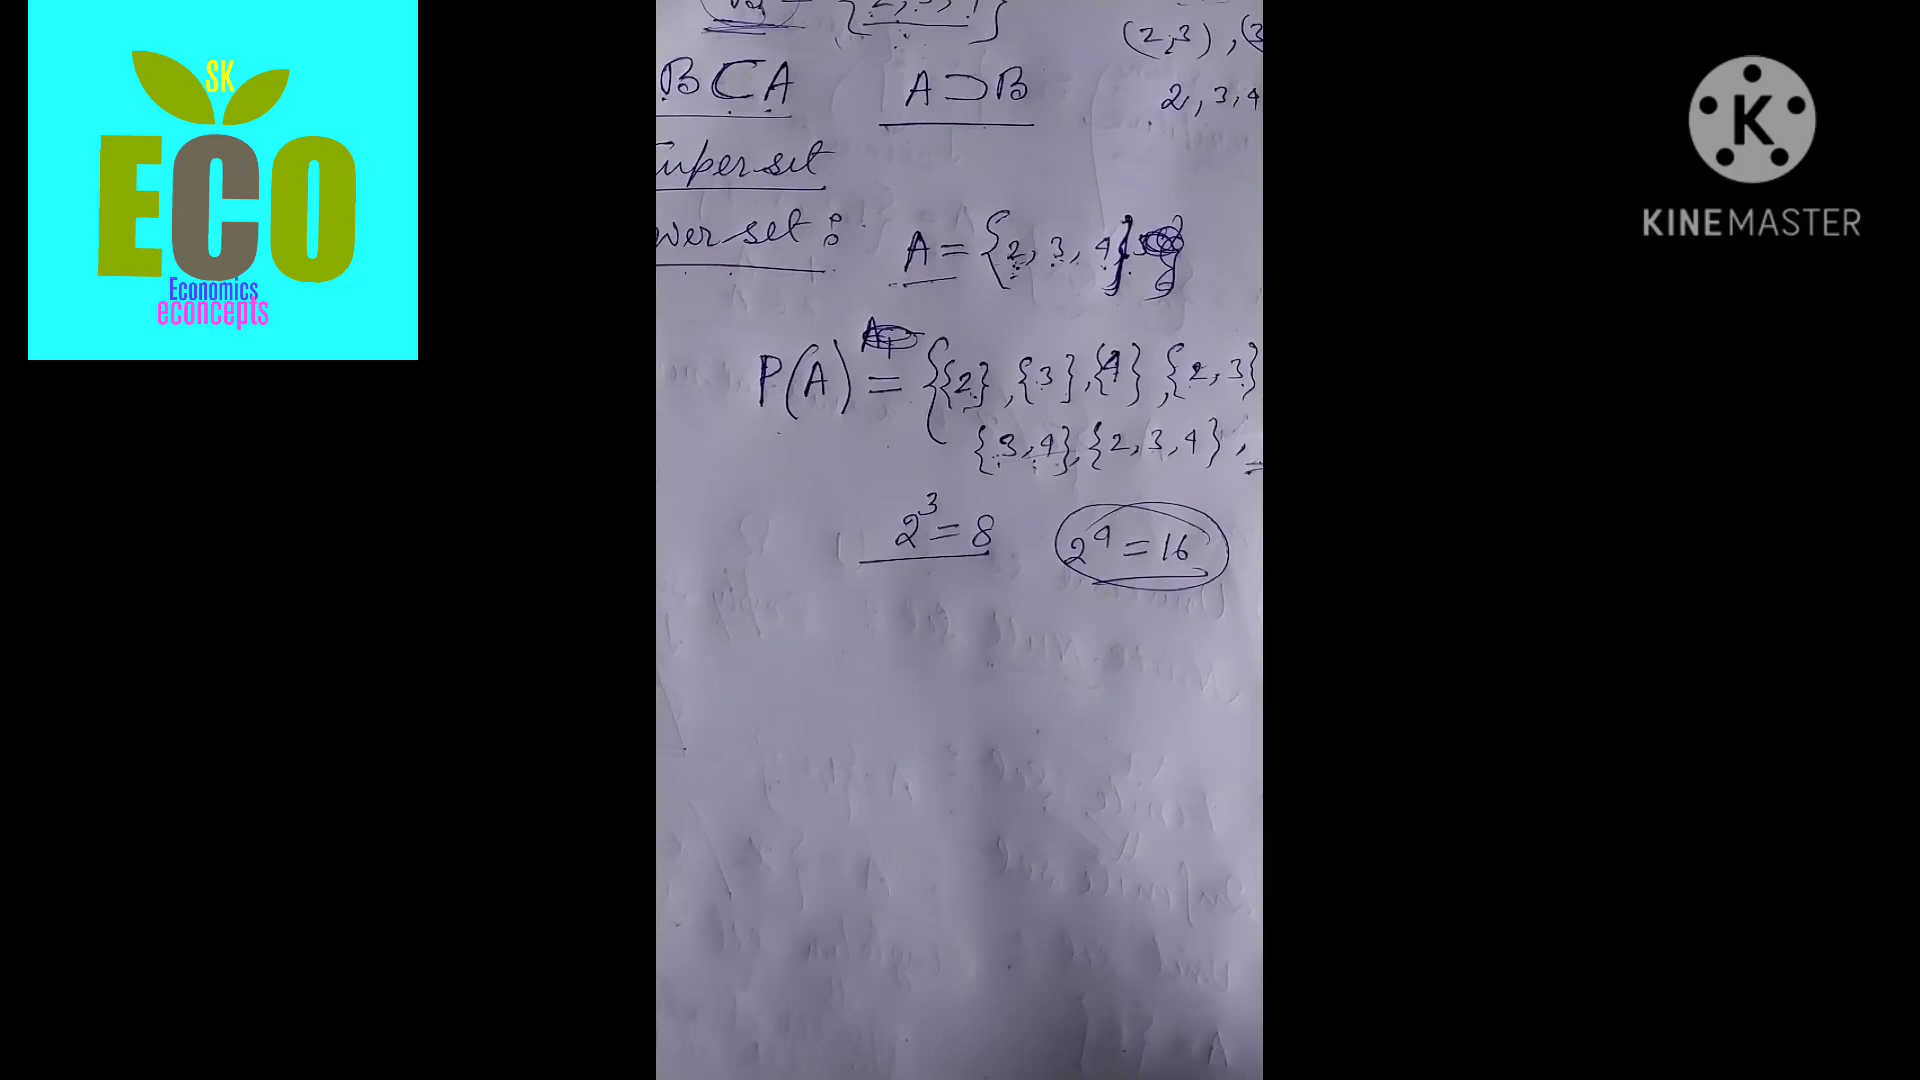 SK
ECO
Economics
econcepts
KINEMASTER
(2,3),(3
2,3,4
B⊂A A⊃B
uperset
wer set : A = {2, 3, 4}
P(A) = {{2}, {3}, {4}, {2,3}
{3,4}, {2,3,4},
2³ = 8 2⁴ = 16